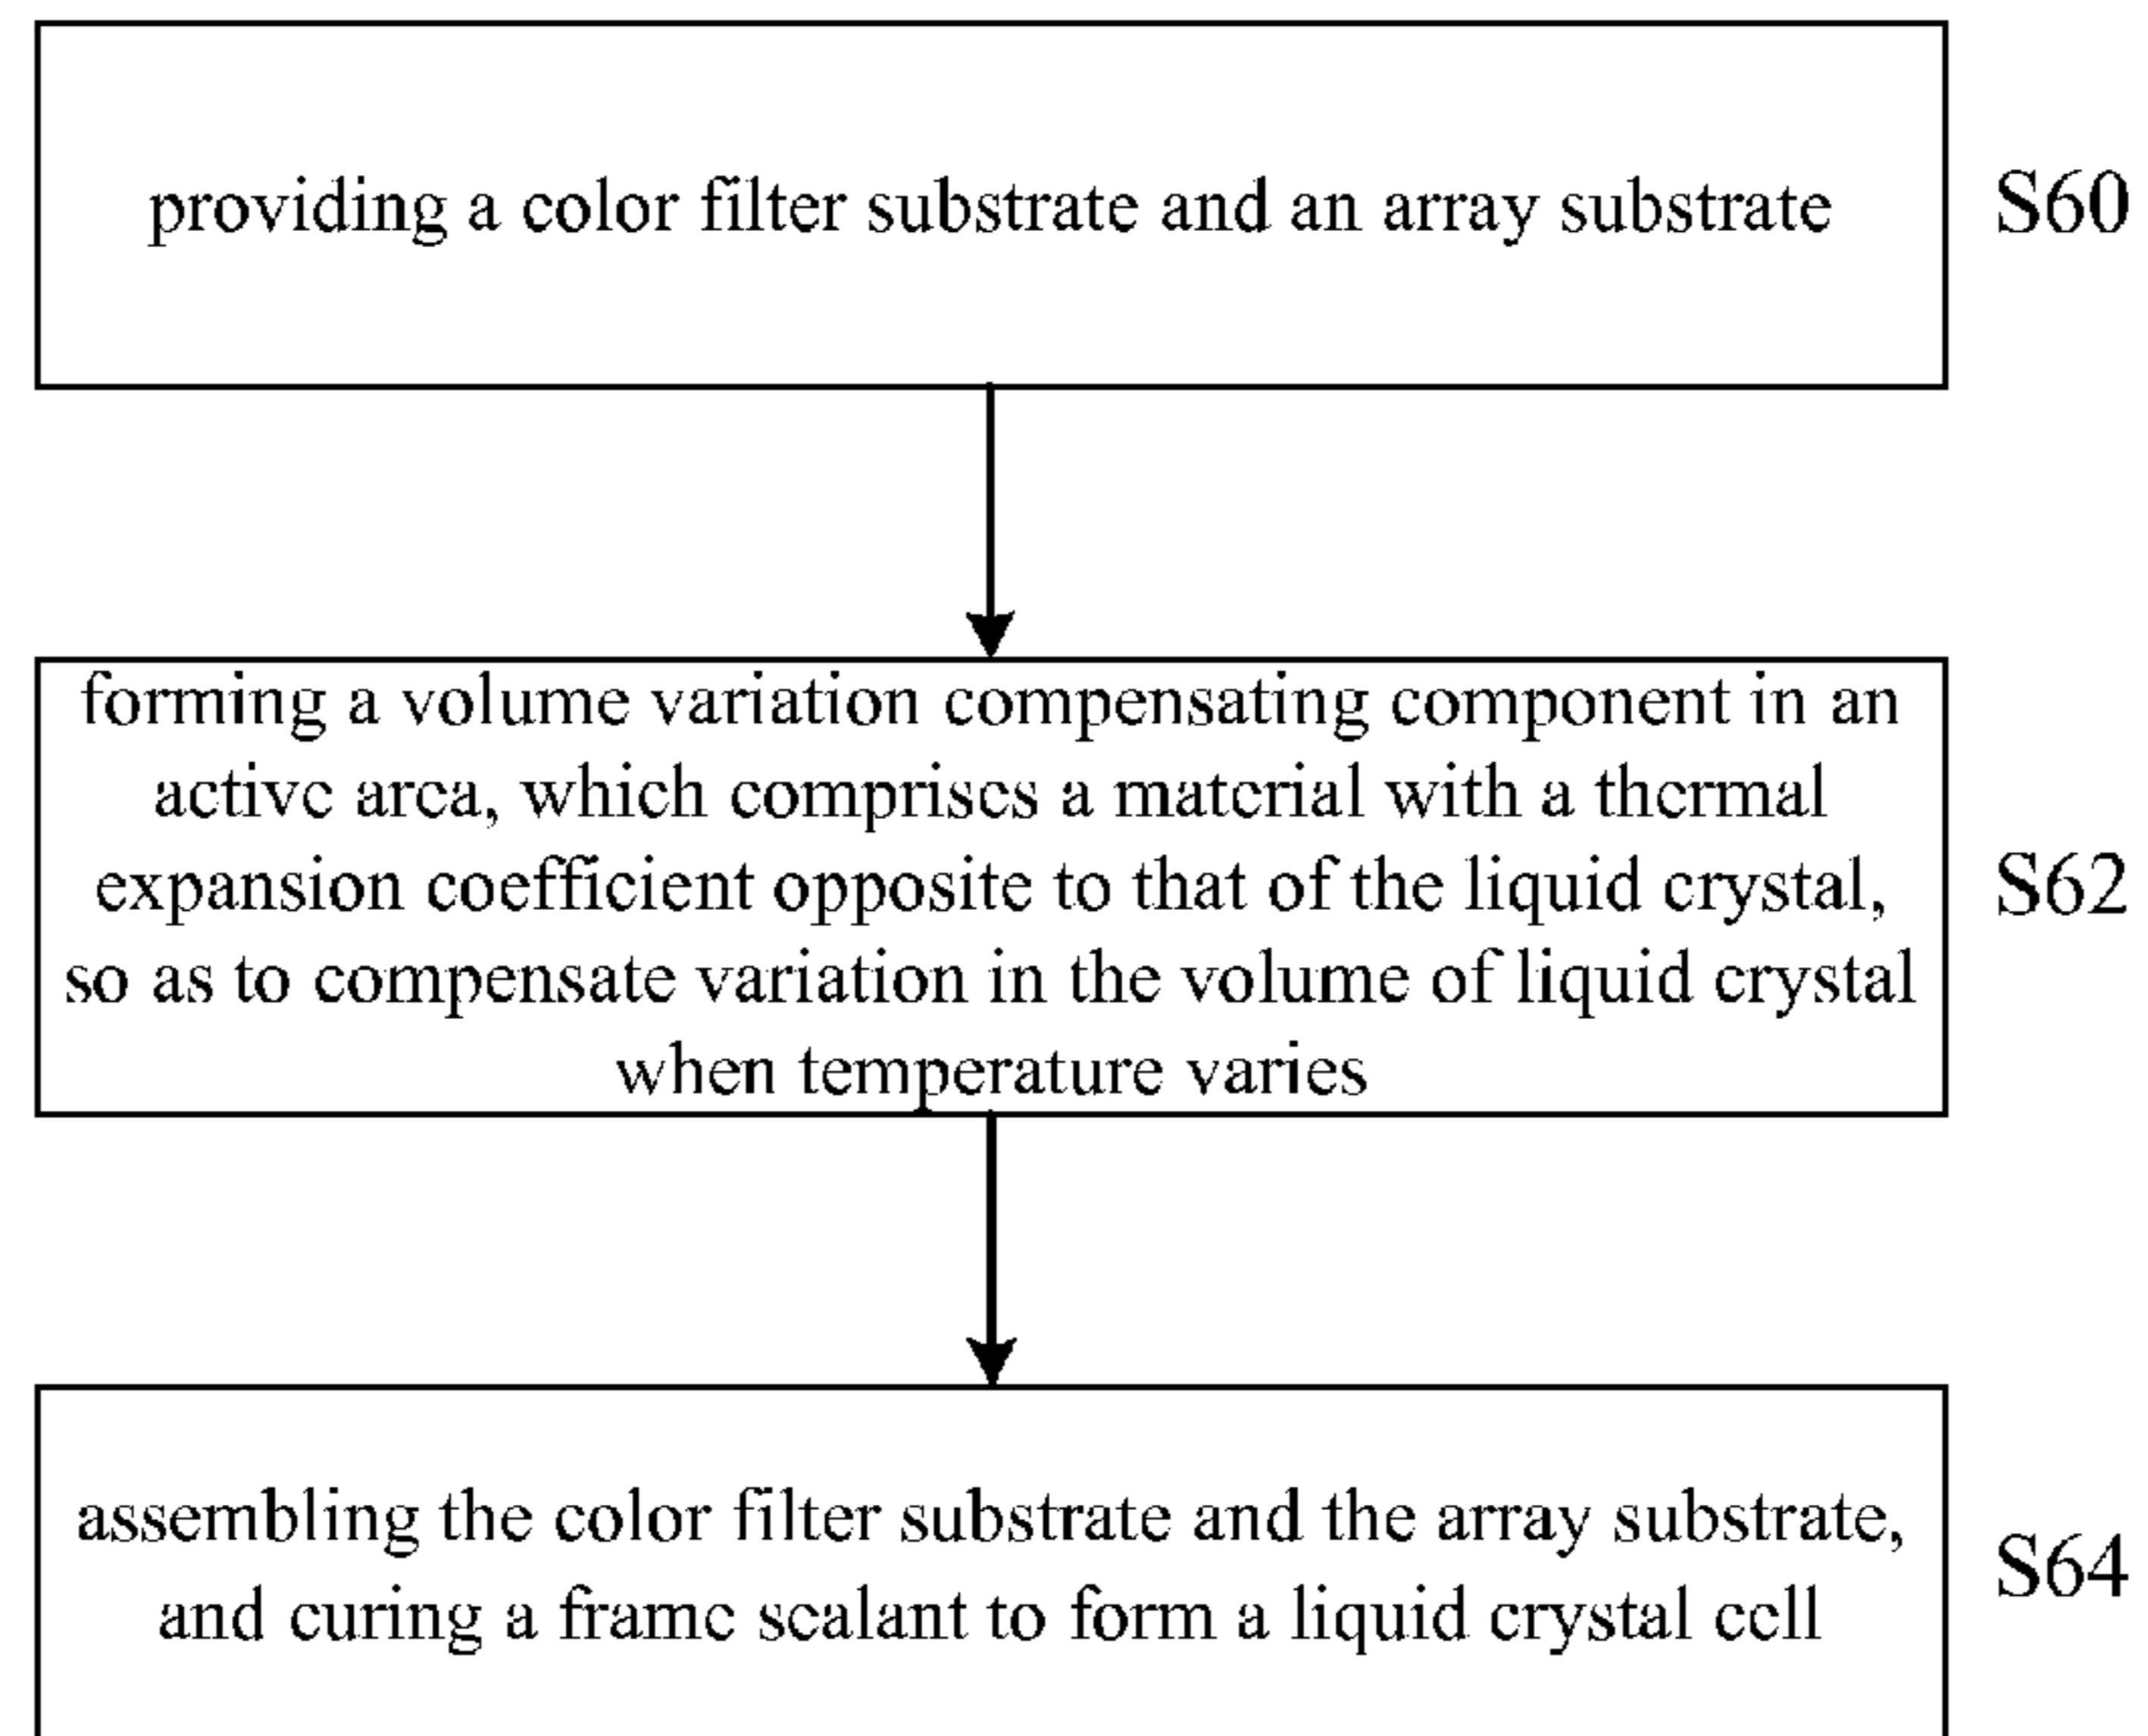 providing a color filter substrate and an array substrate
S60
forming a volume variation compensating component in an
active area, which comprises a material with a thermal
expansion coefficient opposite to that of the liquid crystal,
so as to compensate variation in the volume of liquid crystal
when temperature varies
S62
assembling the color filter substrate and the array substrate,
and curing a frame sealant to form a liquid crystal cell
S64